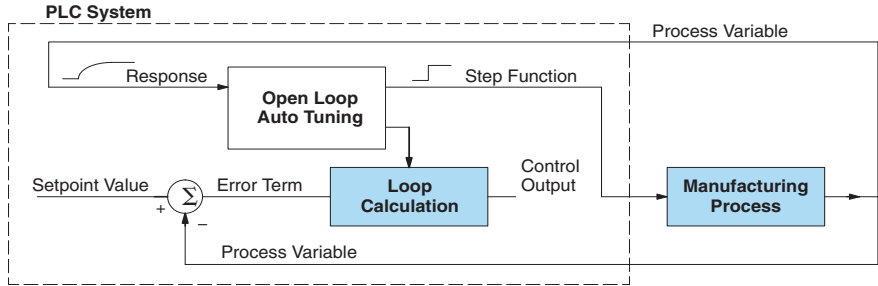 PLC System
Process Variable
Response
Step Function
Open Loop
Auto Tuning
Control
Output
Setpoint Value
+
Σ
−
Error Term
Loop
Calculation
Manufacturing
Process
Process Variable